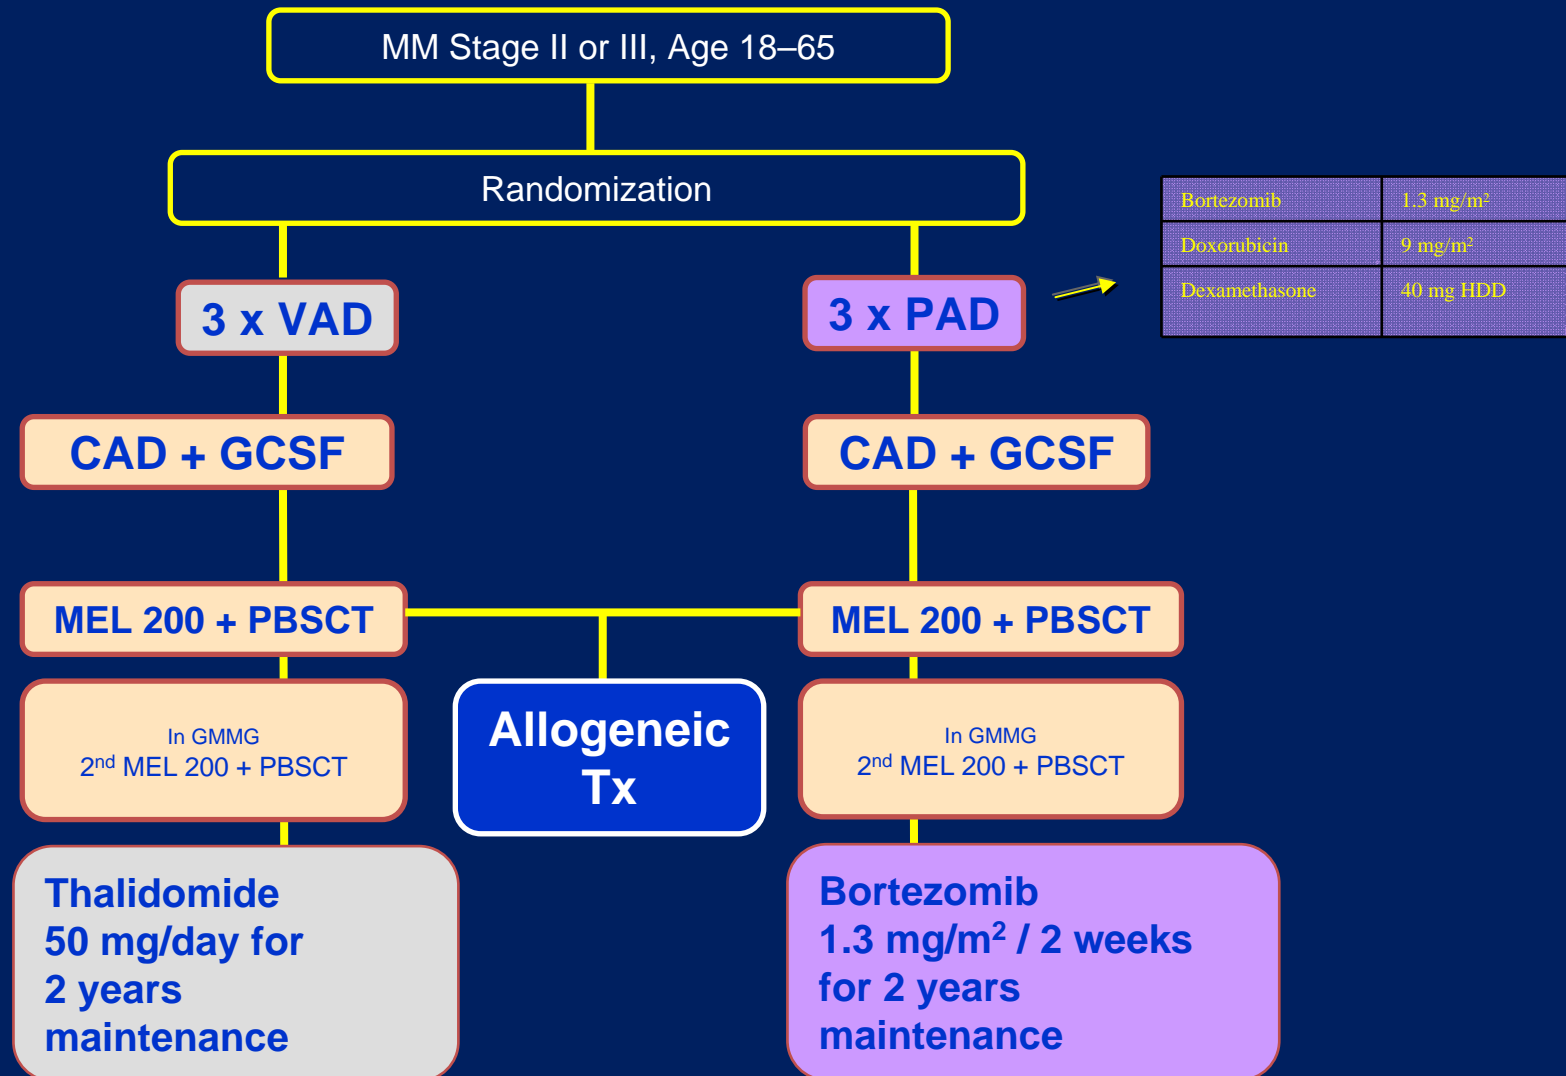 MM Stage II or III, Age 18–65
Randomization
Bortezomib 1.3 mg/m²
Doxorubicin 9 mg/m²
Dexamethasone 40 mg HDD
3 x VAD
3 x PAD
CAD + GCSF
CAD + GCSF
MEL 200 + PBSCT
MEL 200 + PBSCT
In GMMG
2nd MEL 200 + PBSCT
Allogeneic
Tx
In GMMG
2nd MEL 200 + PBSCT
Thalidomide
50 mg/day for
2 years
maintenance
Bortezomib
1.3 mg/m² / 2 weeks
for 2 years
maintenance